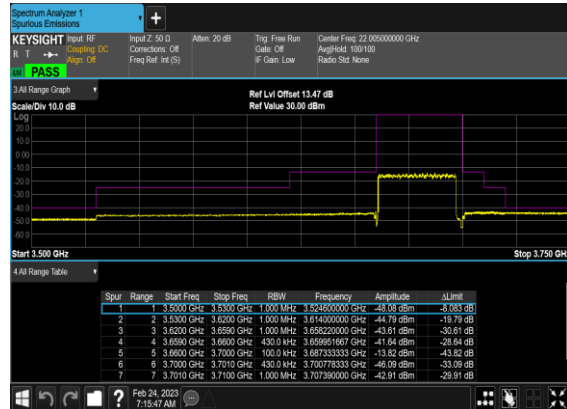 Spectrum Analyzer 1
Spurious Emissions
+
KEYSIGHT Input: RF Input Z: 50 Ω Atten: 20 dB Trig: Free Run Center Freq: 22.005000000 GHz
R T Coupling: DC Corrections: Off Gate: Off Avg|Hold: 100/100
Align: Off Freq Ref: Int (S) IF Gain: Low Radio Std: None
LW PASS
3 All Range Graph
Ref Lvl Offset 13.47 dB
Scale/Div 10.0 dB Ref Value 30.00 dBm
Log
20.0
10.0
0.00
-10.0
-20.0
-30.0
-40.0
-50.0
-60.0
Start 3.500 GHz Stop 3.750 GHz
4 All Range Table
Spur Range Start Freq Stop Freq RBW Frequency Amplitude ΔLimit
1 1 3.5000 GHz 3.5300 GHz 1.000 MHz 3.524600000 GHz -48.08 dBm -8.083 dB
2 2 3.5300 GHz 3.6200 GHz 1.000 MHz 3.614000000 GHz -44.79 dBm -19.79 dB
3 3 3.6200 GHz 3.6590 GHz 1.000 MHz 3.658220000 GHz -43.61 dBm -30.61 dB
4 4 3.6590 GHz 3.6600 GHz 430.0 kHz 3.659951667 GHz -41.64 dBm -28.64 dB
5 5 3.6600 GHz 3.7000 GHz 100.0 kHz 3.687333333 GHz -13.82 dBm -43.82 dB
6 6 3.7000 GHz 3.7010 GHz 430.0 kHz 3.700778333 GHz -46.09 dBm -33.09 dB
7 7 3.7010 GHz 3.7100 GHz 1.000 MHz 3.707390000 GHz -42.91 dBm -29.91 dB
? Feb 24, 2023
7:15:47 AM